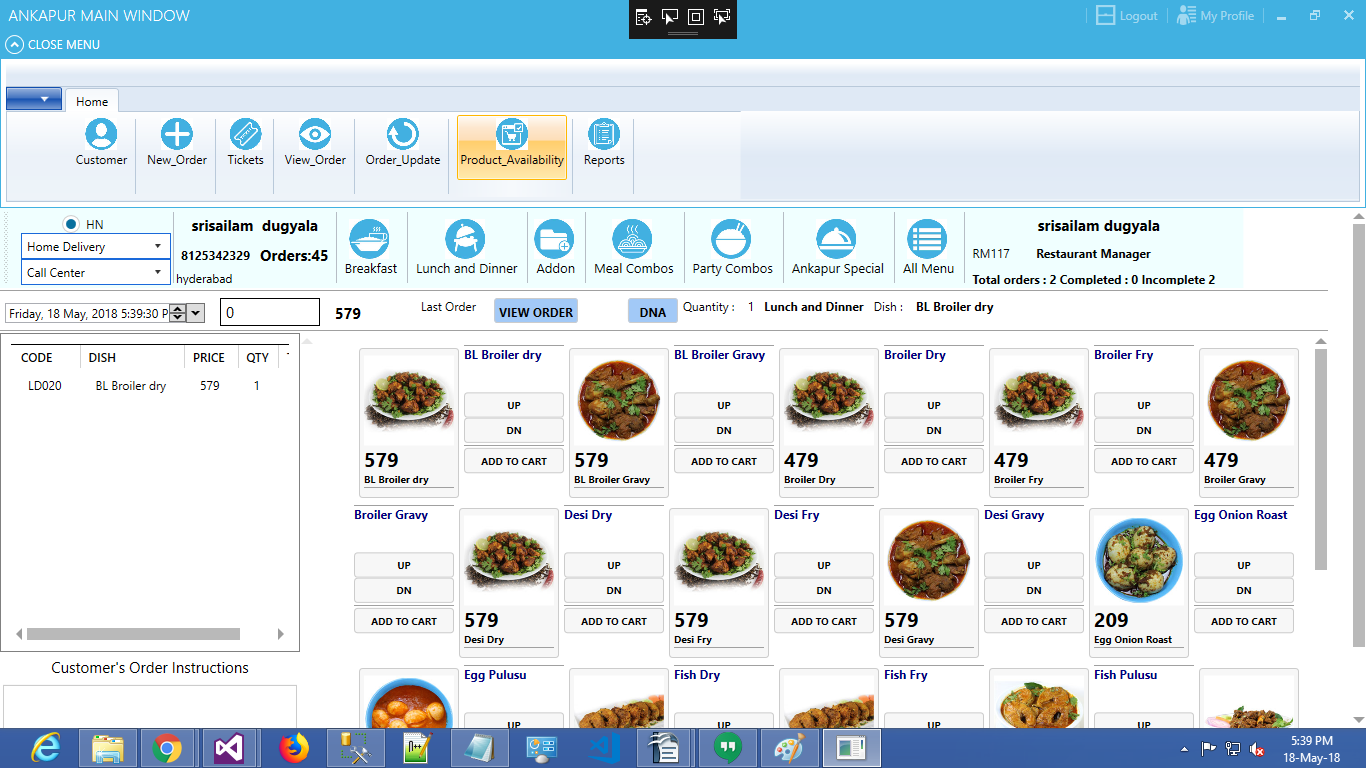 ANKAPUR MAIN WINDOW
Logout
My Profile
CLOSE MENU
Home
Customer
New_Order
Tickets
View_Order
Order_Update
Product_Availability
Reports
HN
Home Delivery
Call Center
srisailam dugyala
8125342329 Orders:45
hyderabad
Breakfast
Lunch and Dinner
Addon
Meal Combos
Party Combos
Ankapur Special
All Menu
srisailam dugyala
RM117 Restaurant Manager
Total orders : 2 Completed : 0 Incomplete 2
Friday, 18 May, 2018 5:39:30 P
0
579
Last Order
VIEW ORDER
DNA
Quantity : 1 Lunch and Dinner Dish : BL Broiler dry
CODE DISH PRICE QTY
LD020 BL Broiler dry 579 1
Customer's Order Instructions
579
BL Broiler dry
BL Broiler dry
UP
DN
ADD TO CART
579
BL Broiler Gravy
BL Broiler Gravy
UP
DN
ADD TO CART
479
Broiler Dry
Broiler Dry
UP
DN
ADD TO CART
479
Broiler Fry
Broiler Fry
UP
DN
ADD TO CART
479
Broiler Gravy
Broiler Gravy
UP
DN
ADD TO CART
579
Desi Dry
Desi Dry
UP
DN
ADD TO CART
579
Desi Fry
Desi Fry
UP
DN
ADD TO CART
579
Desi Gravy
Desi Gravy
UP
DN
ADD TO CART
209
Egg Onion Roast
Egg Onion Roast
UP
DN
ADD TO CART
Egg Pulusu
UP
Fish Dry
UP
Fish Fry
UP
Fish Pulusu
UP
5:39 PM
18-May-18